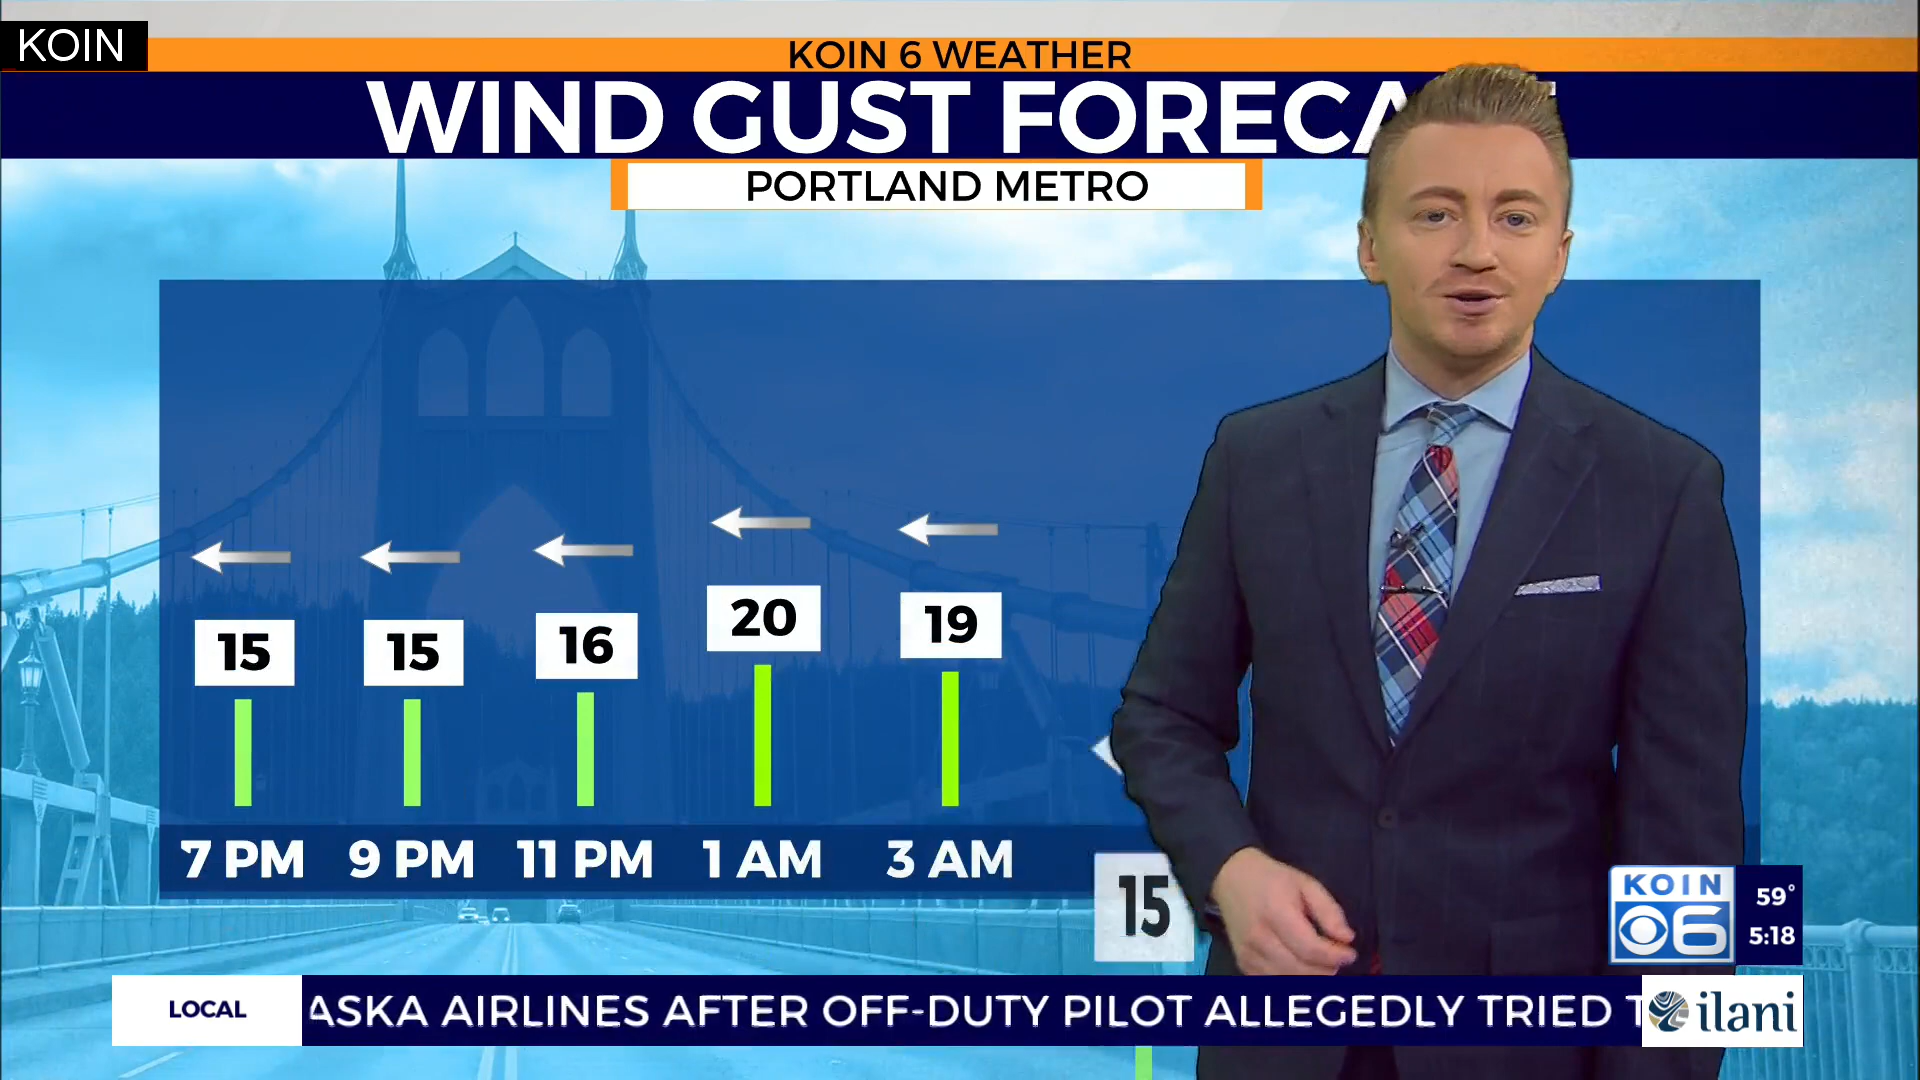 KOIN
KOIN 6 WEATHER
WIND GUST FORECA
PORTLAND METRO
15 15 16 20 19
7 PM 9 PM 11 PM 1 AM 3 AM
15
KOIN
6
59°
5:18
LOCAL
ASKA AIRLINES AFTER OFF-DUTY PILOT ALLEGEDLY TRIED T
ilani